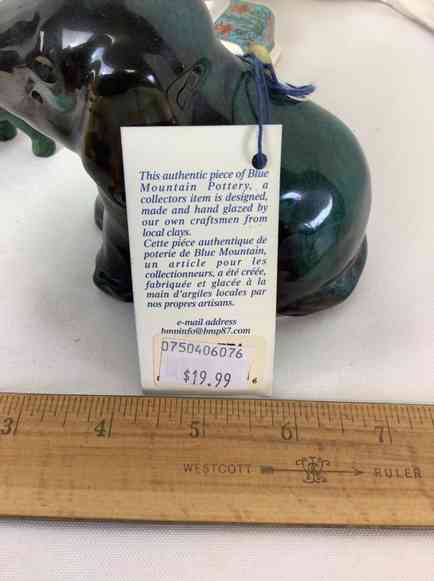 This authentic piece of Blue
Mountain Pottery, a
collectors item is designed,
made and hand glazed by
our own craftsmen from
local clays.
Cette piéce authentique de
poterie de Blue Mountain,
un article pour les
collectionneurs, a été créée,
fabriquée et glacée à la
main d'argiles locales par
nos propres artisans.
e-mail address
bmpinfo@bmp87.com
0750406076
$19.99
6
3 4 5 6 7
WESTCOTT RULER